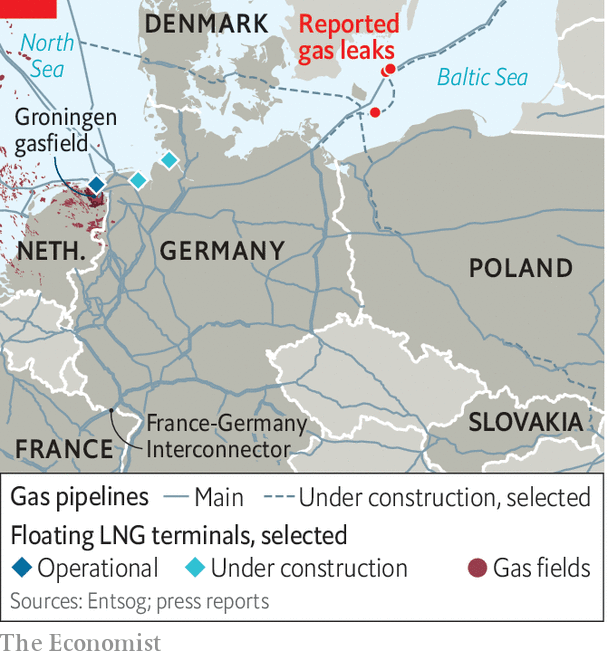 DENMARK
Reported
gas leaks
North
Sea
Baltic Sea
Groningen
gasfield
NETH.
GERMANY
POLAND
France-Germany
Interconnector
SLOVAKIA
FRANCE
Gas pipelines Main Under construction, selected
Floating LNG terminals, selected
Operational Under construction Gas fields
Sources: Entsog; press reports
The Economist